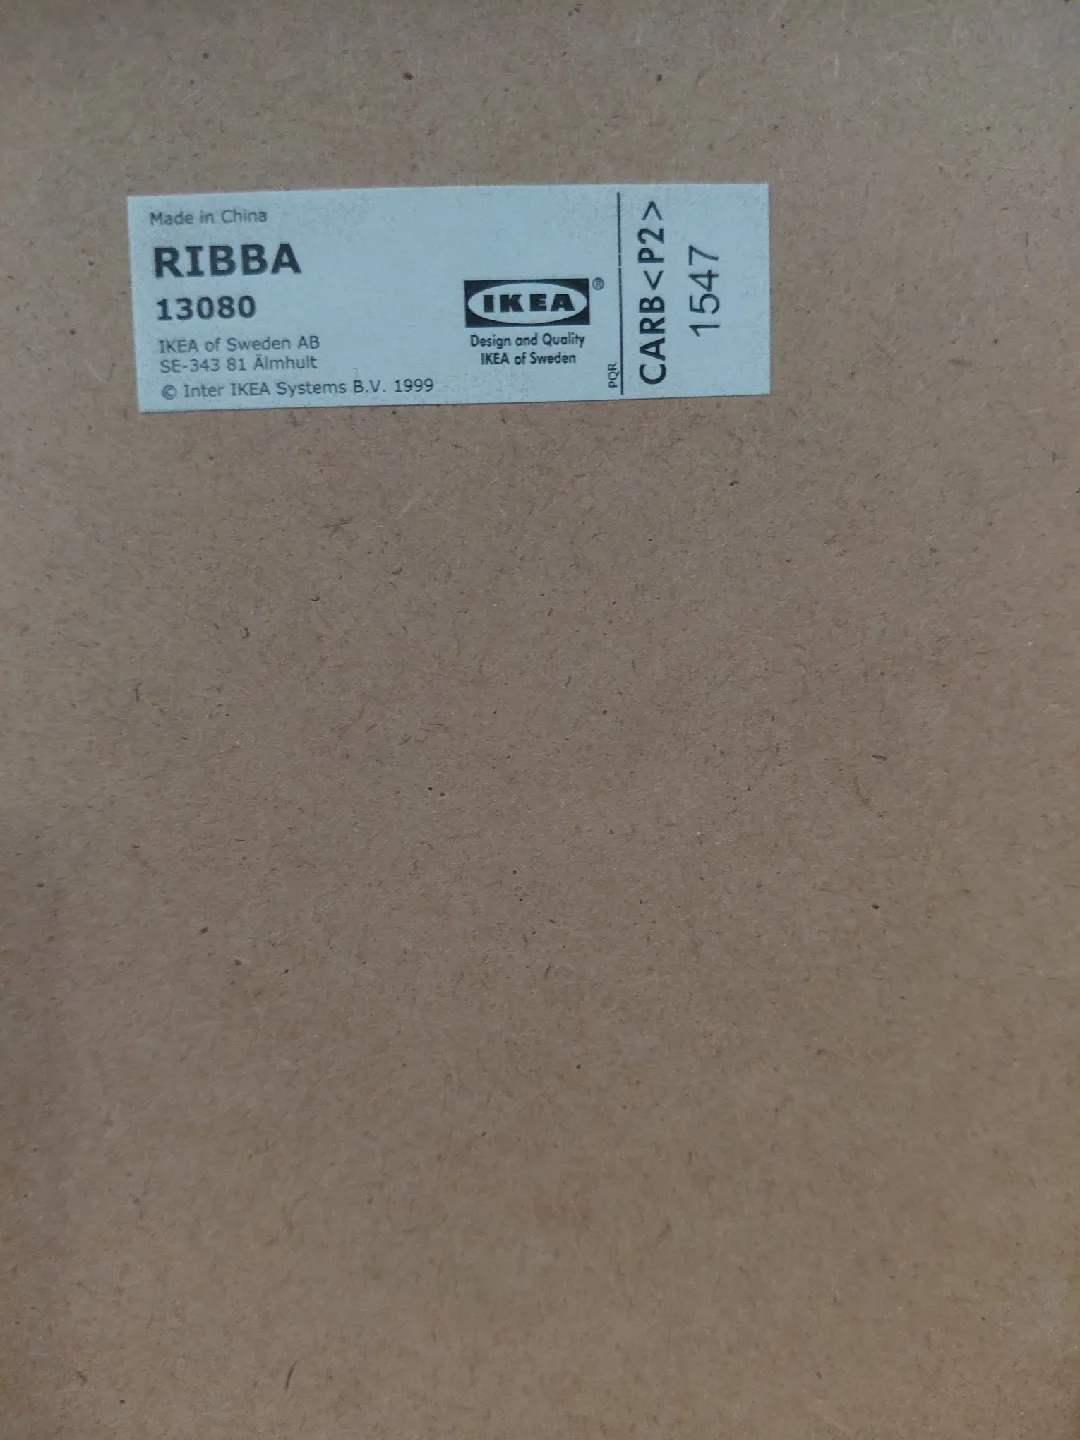 Made in China
RIBBA
13080
IKEA of Sweden AB
SE-343 81 Älmhult
© Inter IKEA Systems B.V. 1999
IKEA®
Design and Quality
IKEA of Sweden
PQR
CARB<P2>
1547